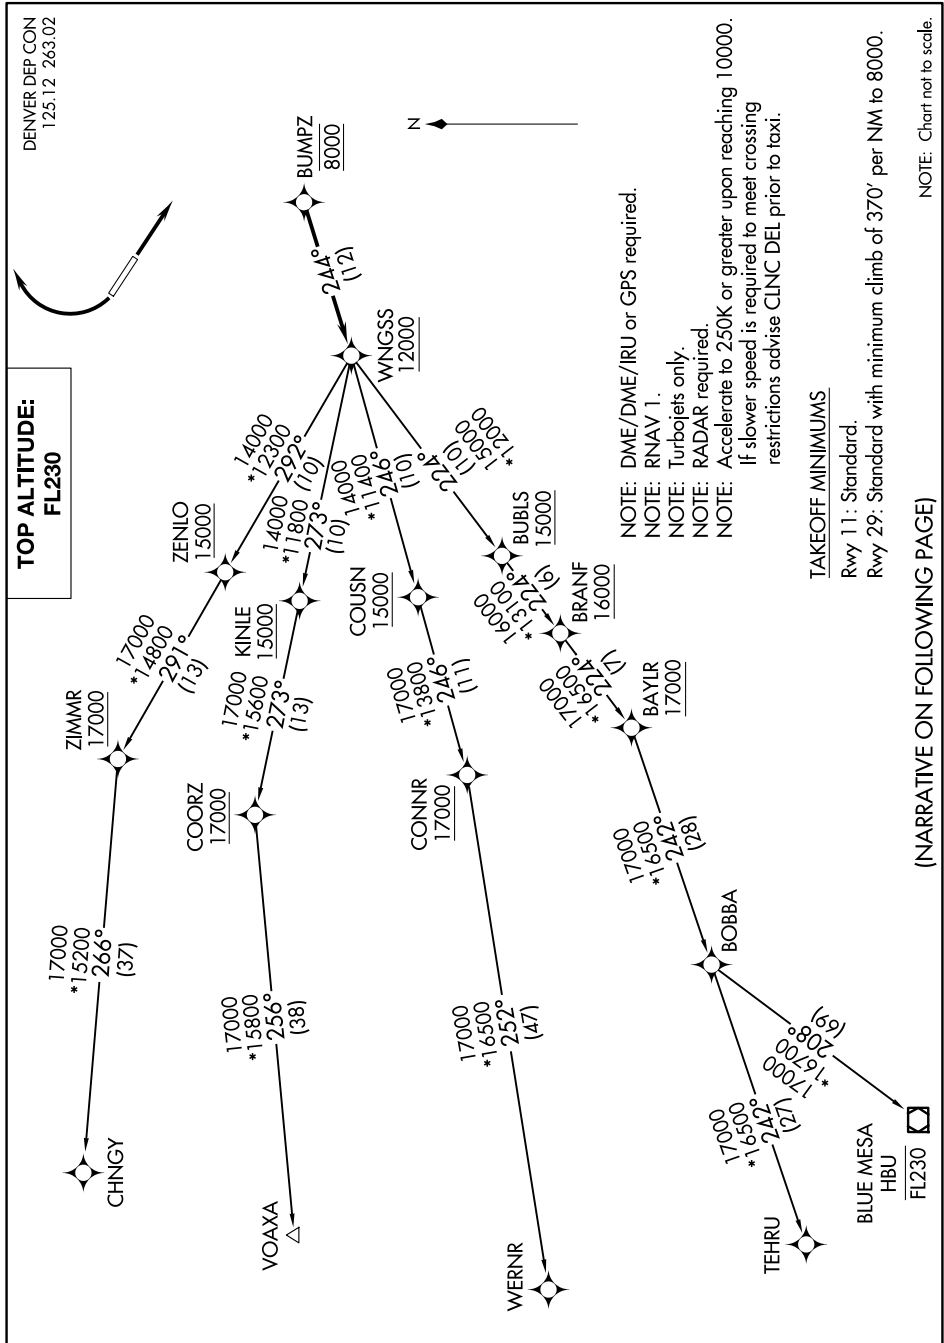 TOP ALTITUDE:
FL230
DENVER DEP CON
125.12 263.02
N
BUMPZ
8000
244°
(12)
WNGSS
12000
14000
*12300
292°
(10)
ZENLO
15000
17000
*14800
291°
(13)
ZIMMR
17000
17000
*15200
266°
(37)
CHNGY
14000
*11800
273°
(10)
KINLE
15000
17000
*15600
273°
(13)
COORZ
17000
17000
*15800
256°
(38)
VOAXA
14000
*11400
246°
(10)
COUSN
15000
17000
*13800
246°
(11)
CONNR
17000
17000
*16500
252°
(47)
WERNR
224°
(10)
15000
*12000
BUBLS
15000
16000
*13100
224°
(6)
BRANF
16000
17000
*16500
224°
(7)
BAYLR
17000
17000
*16500
242°
(28)
BOBBA
17000
*16500
242°
(27)
TEHRU
17000
*16700
208°
(69)
BLUE MESA
HBU
FL230
NOTE: DME/DME/IRU or GPS required.
NOTE: RNAV 1.
NOTE: Turbojets only.
NOTE: RADAR required.
NOTE: Accelerate to 250K or greater upon reaching 10000.
If slower speed is required to meet crossing
restrictions advise CLNC DEL prior to taxi.
TAKEOFF MINIMUMS
Rwy 11: Standard.
Rwy 29: Standard with minimum climb of 370' per NM to 8000.
(NARRATIVE ON FOLLOWING PAGE)
NOTE: Chart not to scale.